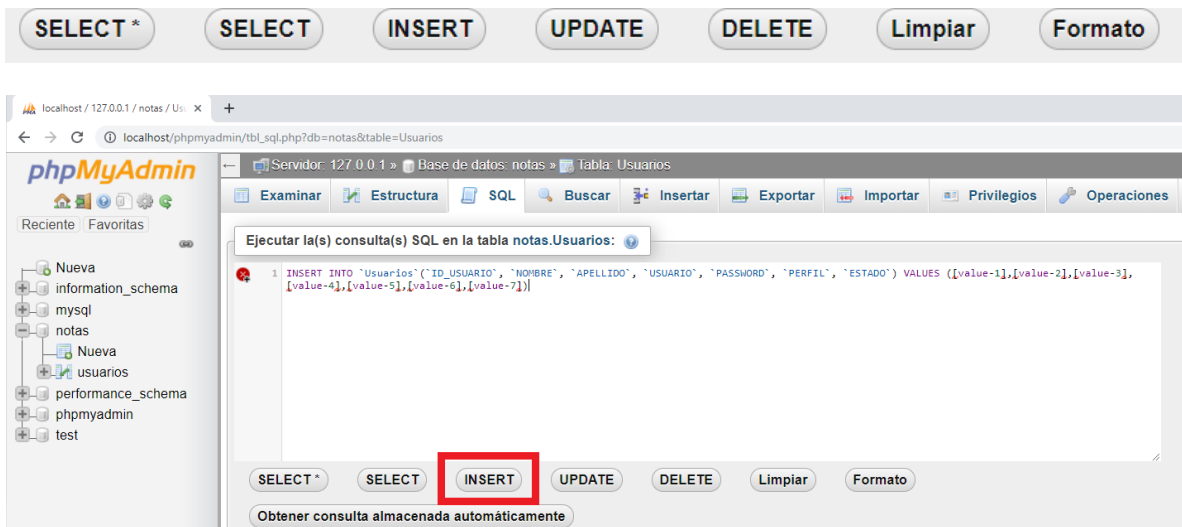 SELECT * SELECT INSERT UPDATE DELETE Limpiar Formato
localhost / 127.0.0.1 / notas / Us
localhost/phpmyadmin/tbl_sql.php?db=notas&table=Usuarios
phpMyAdmin
Servidor: 127.0.0.1 » Base de datos: notas » Tabla: Usuarios
Examinar Estructura SQL Buscar Insertar Exportar Importar Privilegios Operaciones
Reciente Favoritas
Ejecutar la(s) consulta(s) SQL en la tabla notas.Usuarios:
Nueva
information_schema
mysql
notas
Nueva
usuarios
performance_schema
phpmyadmin
test
1 INSERT INTO `Usuarios`(`ID_USUARIO`, `NOMBRE`, `APELLIDO`, `USUARIO`, `PASSWORD`, `PERFIL`, `ESTADO`) VALUES ([value-1],[value-2],[value-3],
[value-4],[value-5],[value-6],[value-7])
SELECT * SELECT INSERT UPDATE DELETE Limpiar Formato
Obtener consulta almacenada automáticamente